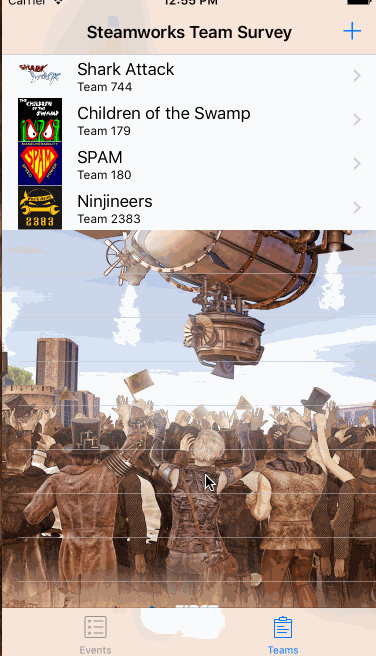 Carrier
12:55 PM
Steamworks Team Survey
+
SHARK
ATTACK
Shark Attack
Team 744
THE CHILDREN
OF THE
SWAMP
Children of the Swamp
Team 179
SPAM
SPAM
Team 180
2383
Ninjineers
Team 2383
FIRST
Events
Teams